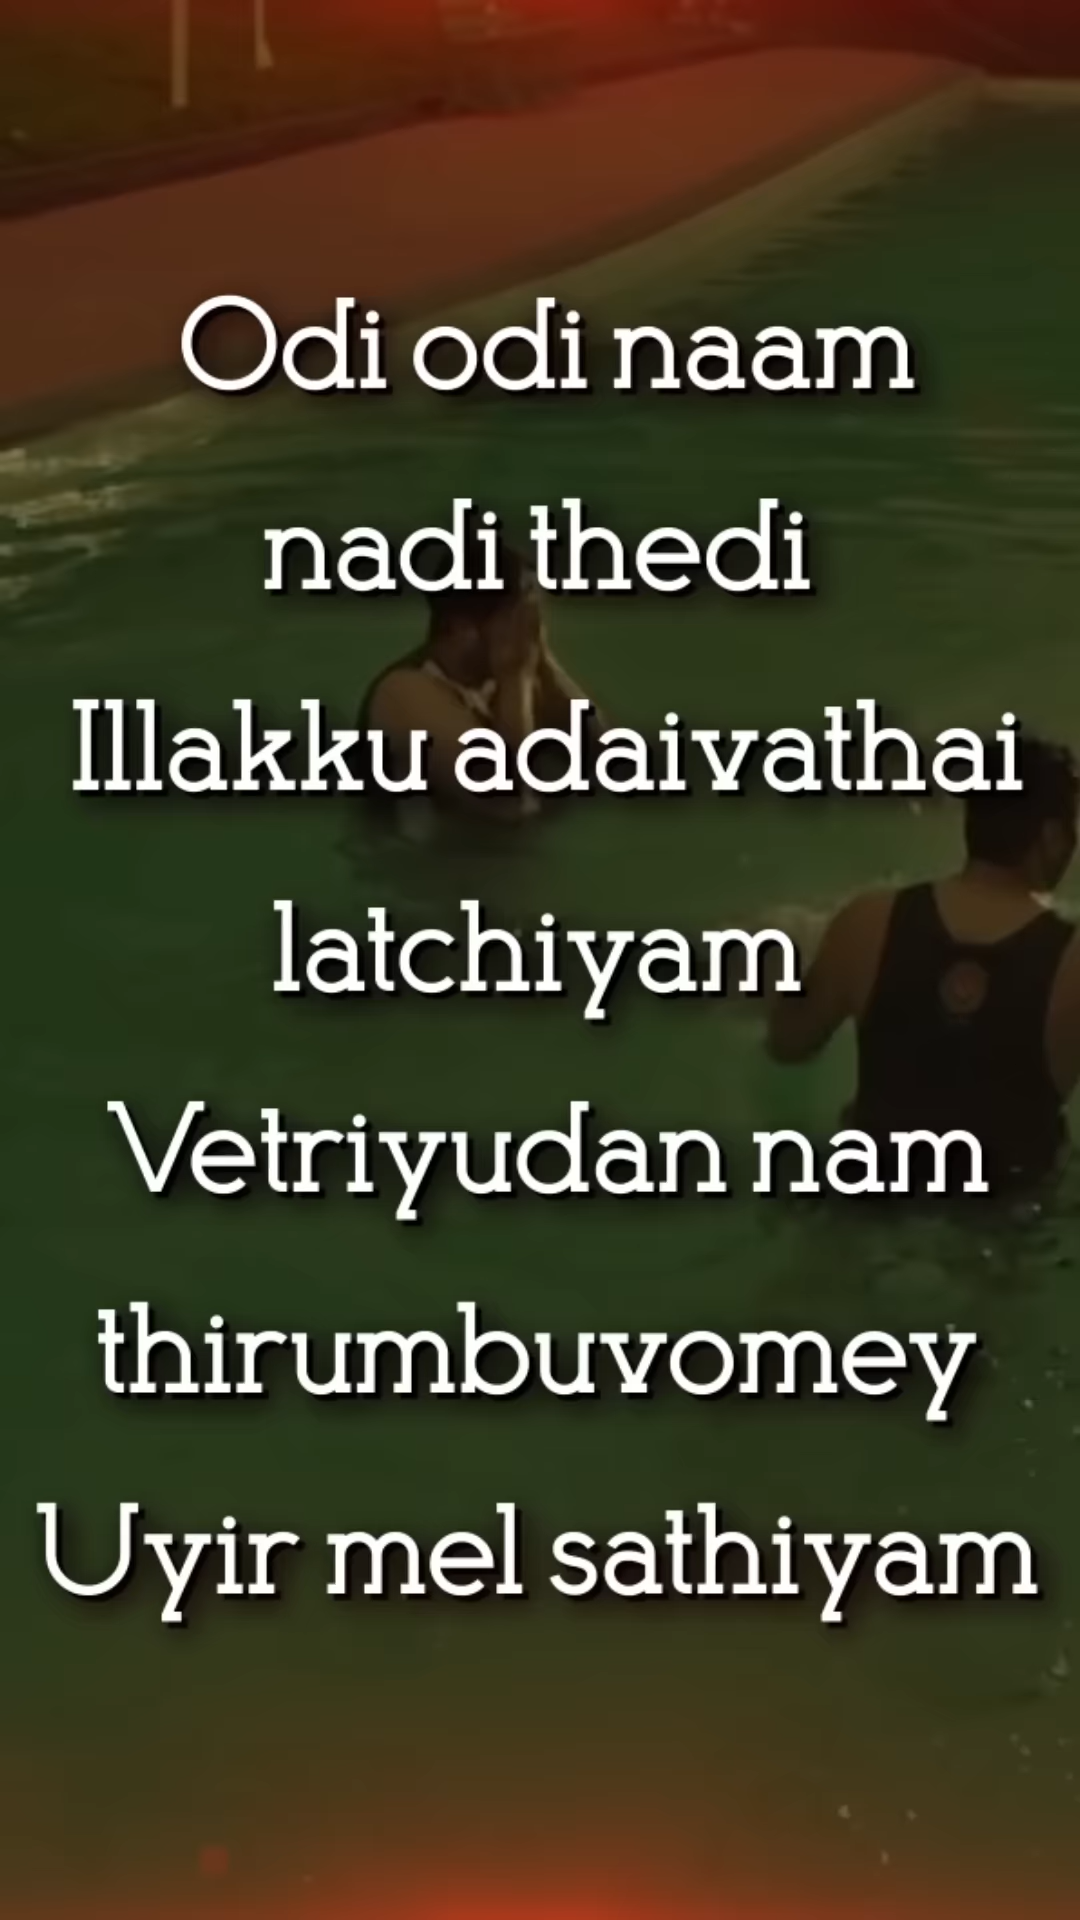 Odi odi naam
nadi thedi
Illakku adaivathai
latchiyam
Vetriyudan nam
thirumbuvomey
Uyir mel sathiyam